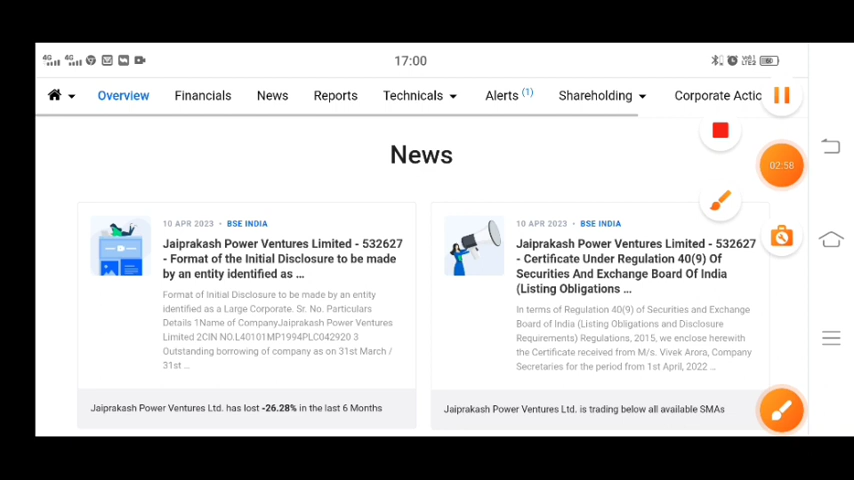 17:00
Overview Financials News Reports Technicals Alerts (1) Shareholding Corporate Actio
News
02:58
10 APR 2023 • BSE INDIA
Jaiprakash Power Ventures Limited - 532627
- Format of the Initial Disclosure to be made
by an entity identified as ...
Format of Initial Disclosure to be made by an entity
identified as a Large Corporate. Sr. No. Particulars
Details 1Name of CompanyJaiprakash Power Ventures
Limited 2CIN NO.L40101MP1994PLC042920 3
Outstanding borrowing of company as on 31st March /
31st ...
Jaiprakash Power Ventures Ltd. has lost -26.28% in the last 6 Months
10 APR 2023 • BSE INDIA
Jaiprakash Power Ventures Limited - 532627
- Certificate Under Regulation 40(9) Of
Securities And Exchange Board Of India
(Listing Obligations ...
In terms of Regulation 40(9) of Securities and Exchange
Board of India (Listing Obligations and Disclosure
Requirements) Regulations, 2015, we enclose herewith
the Certificate received from M/s. Vivek Arora, Company
Secretaries for the period from 1st April, 2022 ...
Jaiprakash Power Ventures Ltd. is trading below all available SMAs